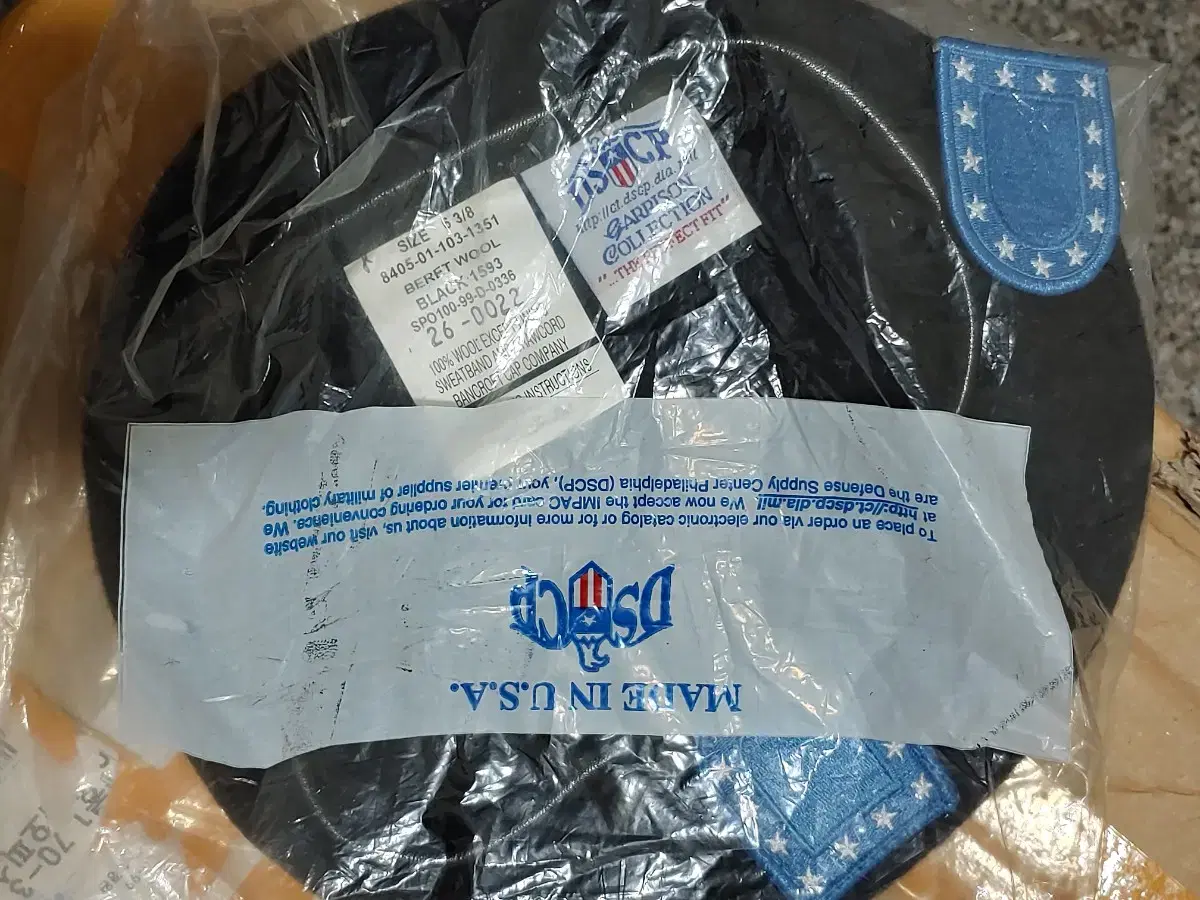 DSCP
http://ct.dscp.dla.mil
GARRISON
COLLECTION
"THE PERFECT FIT"
SIZE 6 3/8
8405-01-103-1351
BERET WOOL
BLACK-1593
SPO100-99-D-0336
26-0022
100% WOOL EXCEPT
SWEATBAND AND DRAWCORD
BANCROFT CAP COMPANY
INSTRUCTIONS
MADE IN U.S.A.
DSCP
To place an order via our electronic catalog or for more information about us, visit our website
at http://ct.dscp.dla.mil We now accept the IMPAC card for your ordering convenience. We
are the Defense Supply Center Philadelphia (DSCP), your premier supplier of military clothing.